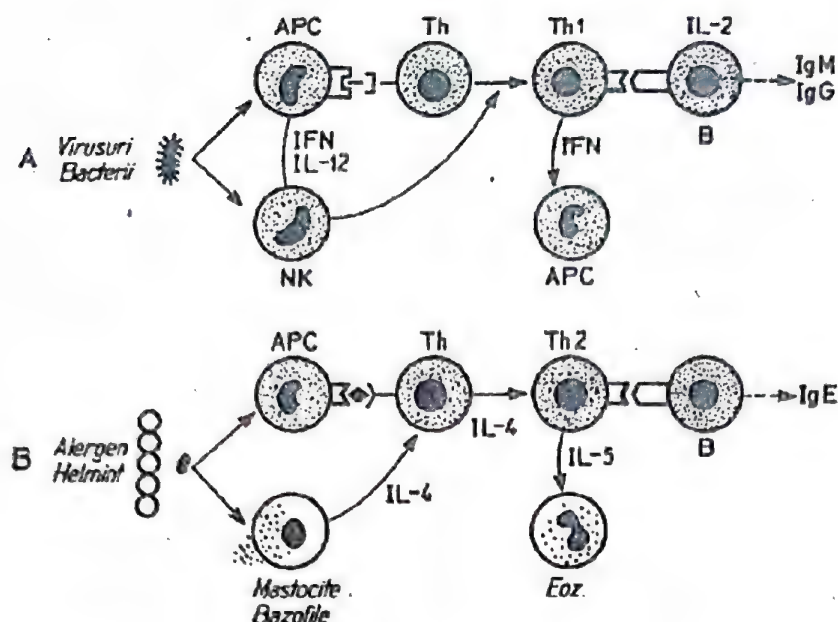 APC Th Th1 IL-2
IgM
IgG
A Virusuri
Bacterii
IFN
IL-12
IFN
B
NK
APC
APC Th Th2
B Alergen
Helmint
IL-4
IL-4
IL-5
B
IgE
Mastocite
Bazofile
Eoz.